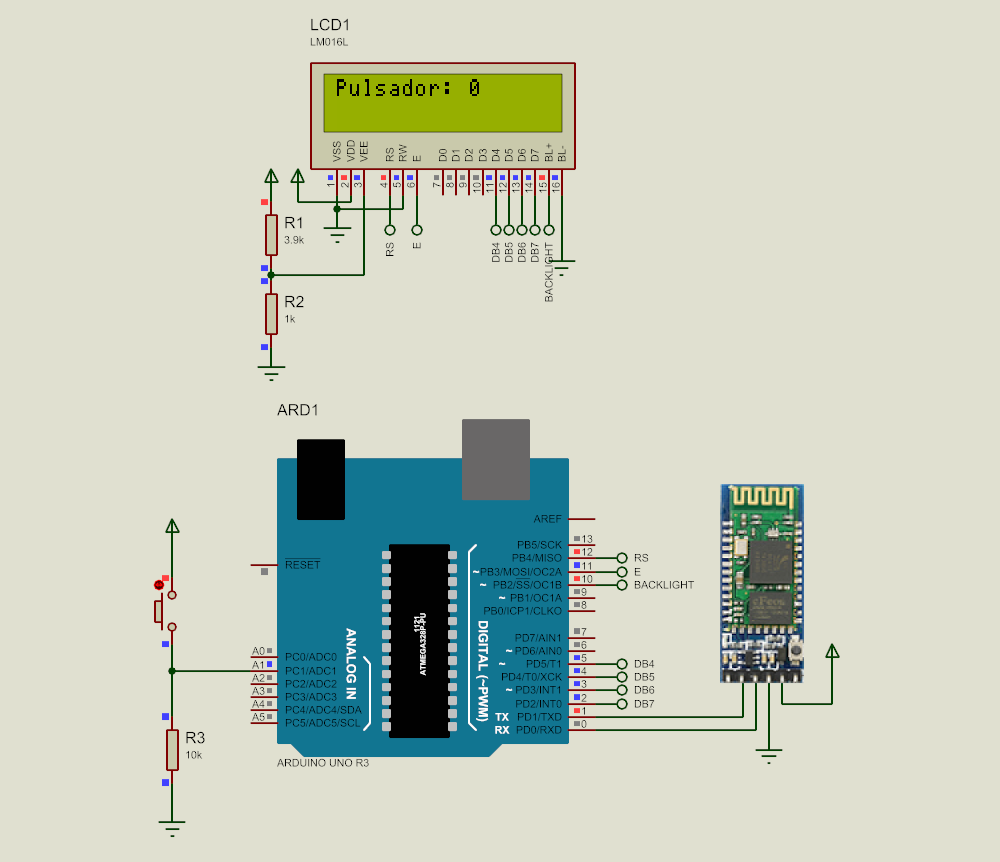 LCD1
LM016L
Pulsador: 0
VSS
VDD
VEE
RS
RW
E
D0
D1
D2
D3
D4
D5
D6
D7
BL+
BL-
1
2
3
4
5
6
7
8
9
10
11
12
13
14
15
16
R1
3.9k
RS
E
DB4
DB5
DB6
DB7
BACKLIGHT
R2
1k
ARD1
AREF
RESET
PB5/SCK 13
PB4/MISO 12 RS
~PB3/MOSI/OC2A 11 E
~ PB2/SS/OC1B 10 BACKLIGHT
~ PB1/OC1A 9
PB0/ICP1/CLKO 8
PD7/AIN1 7
~ PD6/AIN0 6
~ PD5/T1 5 DB4
PD4/T0/XCK 4 DB5
~ PD3/INT1 3 DB6
PD2/INT0 2 DB7
TX PD1/TXD 1
RX PD0/RXD 0
DIGITAL (~PWM)
1121
ATMEGA328P-PU
ANALOG IN
A0 PC0/ADC0
A1 PC1/ADC1
A2 PC2/ADC2
A3 PC3/ADC3
A4 PC4/ADC4/SDA
A5 PC5/ADC5/SCL
R3
10k
ARDUINO UNO R3